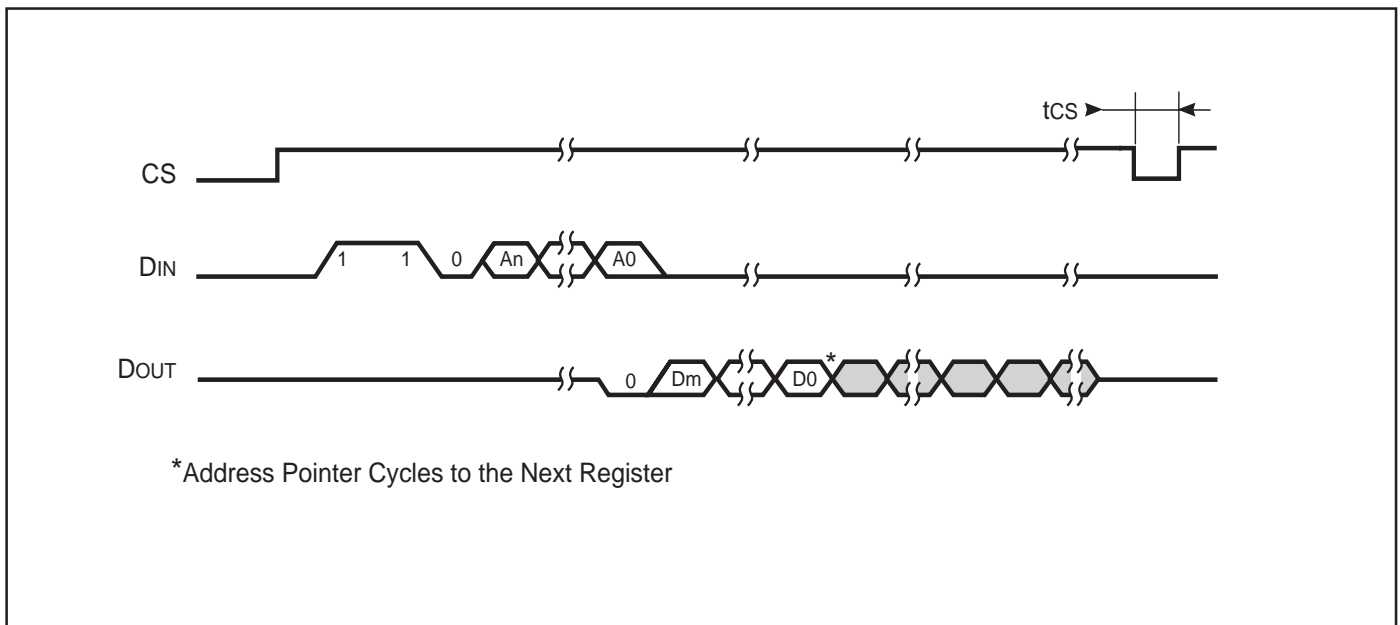 tCS
CS
DIN
1 1 0 An A0
DOUT
0 Dm D0 *
*Address Pointer Cycles to the Next Register